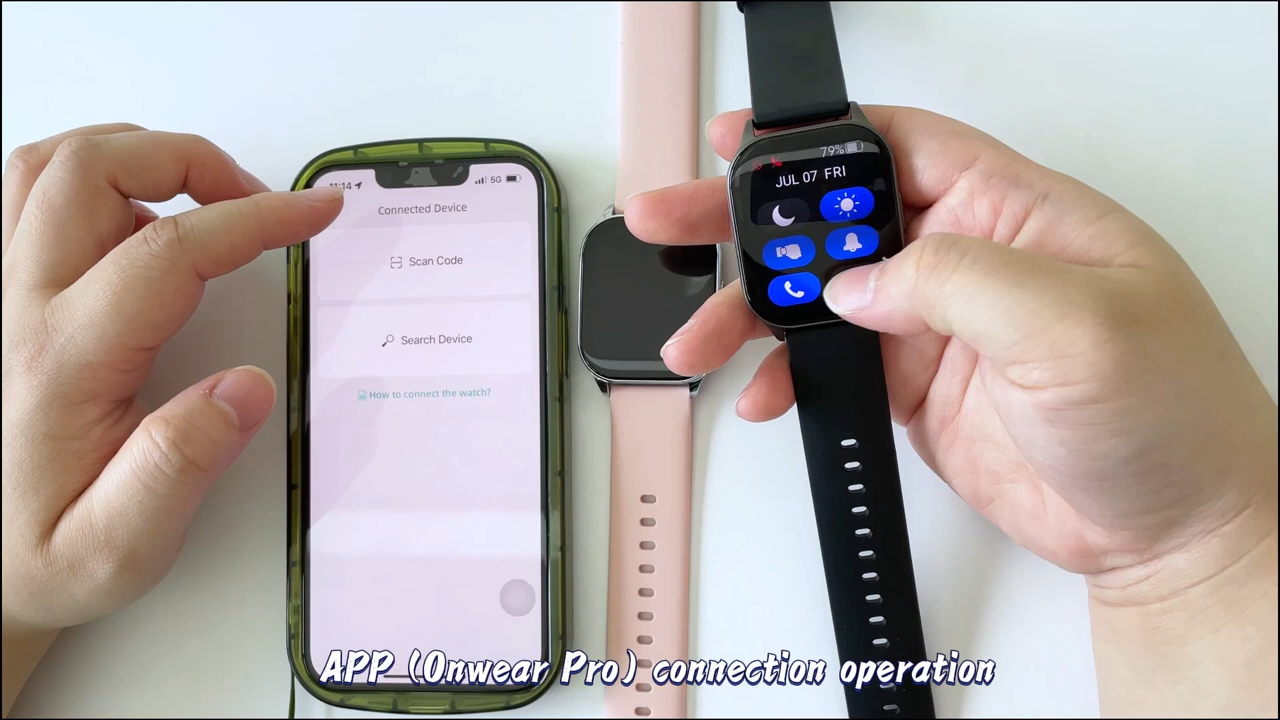 11:14
5G
Connected Device
Scan Code
Search Device
How to connect the watch?
79%
JUL 07 FRI
APP (Onwear Pro) connection operation